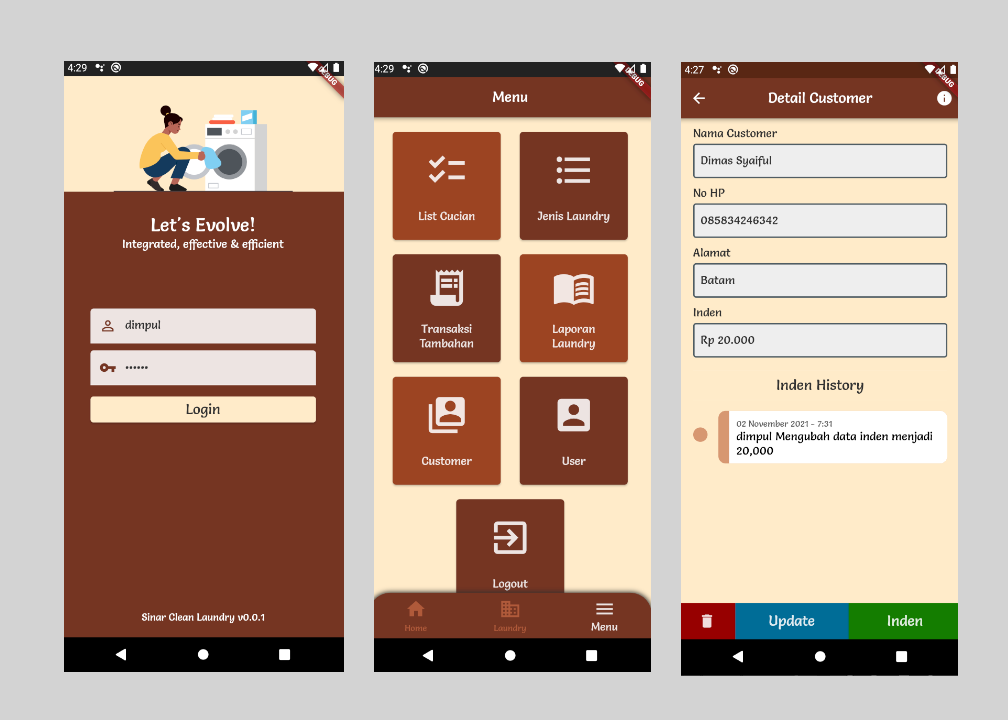 4:29
DEBUG
Let's Evolve!
Integrated, effective & efficient
dimpul
••••••
Login
Sinar Clean Laundry v0.0.1
4:29
DEBUG
Menu
List Cucian
Jenis Laundry
Transaksi
Tambahan
Laporan
Laundry
Customer
User
Logout
Home
Laundry
Menu
4:27
DEBUG
Detail Customer
Nama Customer
Dimas Syaiful
No HP
085834246342
Alamat
Batam
Inden
Rp 20.000
Inden History
02 November 2021 - 7:31
dimpul Mengubah data inden menjadi
20,000
Update
Inden